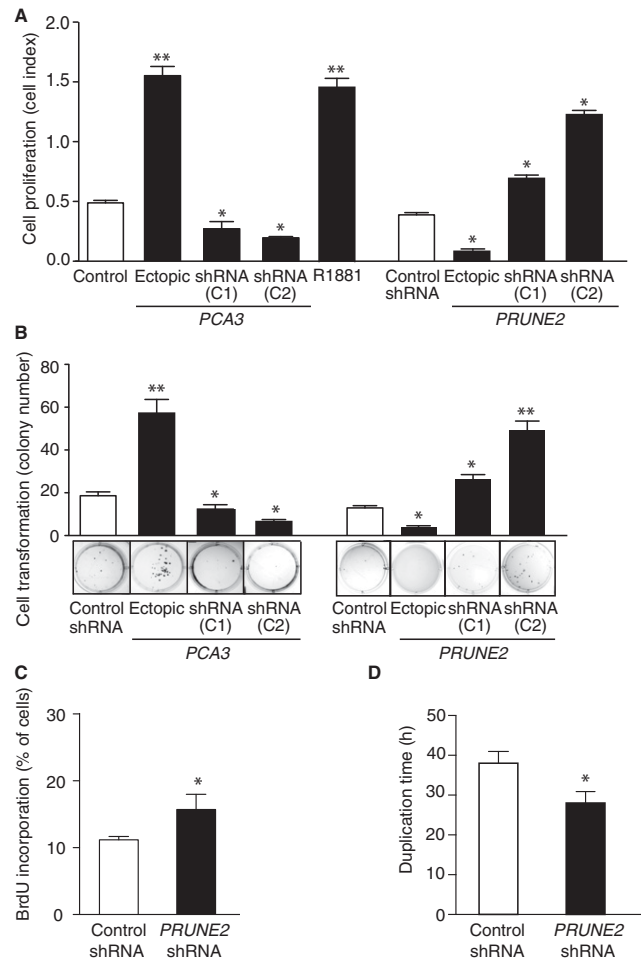 A
Cell proliferation (cell index)
2.0
1.5
1.0
0.5
0.0
** * * ** * * *
Control Ectopic shRNA shRNA R1881 Control Ectopic shRNA shRNA
(C1) (C2) shRNA (C1) (C2)
PCA3 PRUNE2
B
Cell transformation (colony number)
80
60
40
20
0
** * * * * **
Control Ectopic shRNA shRNA Control Ectopic shRNA shRNA
shRNA (C1) (C2) shRNA (C1) (C2)
PCA3 PRUNE2
C
BrdU incorporation (% of cells)
30
20
10
0
*
Control PRUNE2
shRNA shRNA
D
Duplication time (h)
50
40
30
20
10
0
*
Control PRUNE2
shRNA shRNA